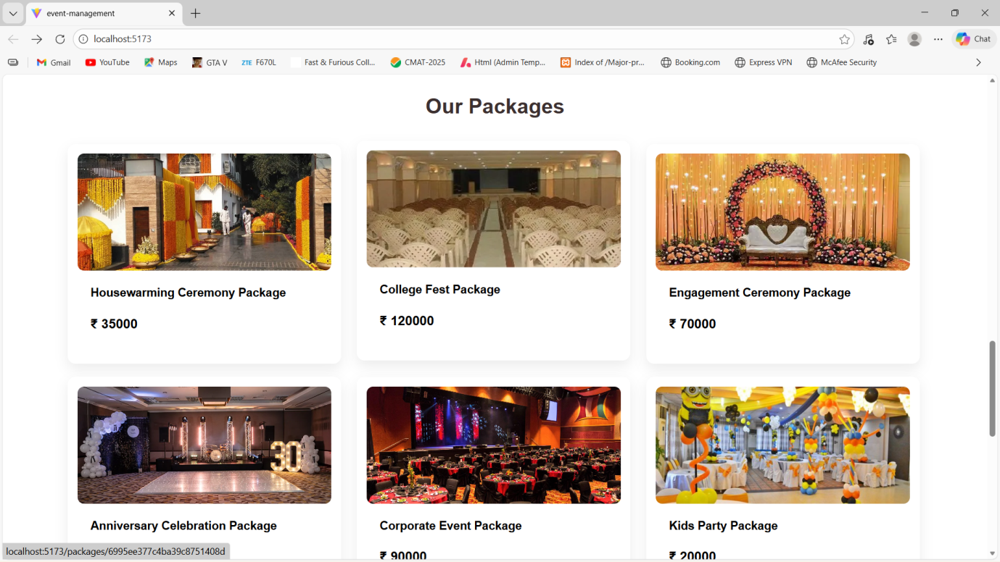 event-management
localhost:5173
Chat
Gmail
YouTube
Maps
GTA V
ZTE F670L
Fast & Furious Coll...
CMAT-2025
Html (Admin Temp...
Index of /Major-pr...
Booking.com
Express VPN
McAfee Security
Our Packages
Housewarming Ceremony Package
₹ 35000
College Fest Package
₹ 120000
Engagement Ceremony Package
₹ 70000
30
Anniversary Celebration Package
Corporate Event Package
₹ 90000
Kids Party Package
₹ 20000
localhost:5173/packages/6995ee377c4ba39c8751408d